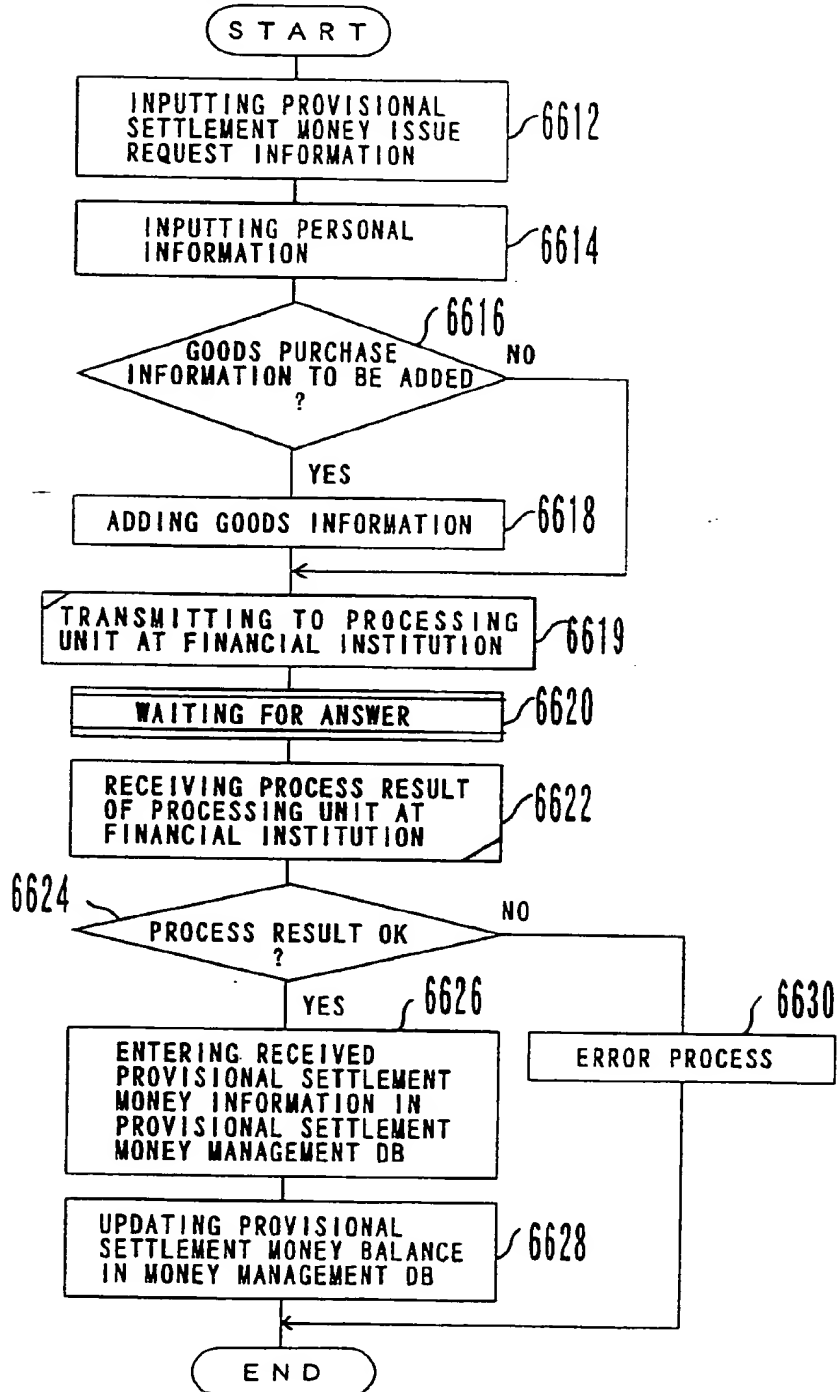 START
INPUTTING PROVISIONAL
SETTLEMENT MONEY ISSUE
REQUEST INFORMATION
6612
INPUTTING PERSONAL
INFORMATION
6614
6616
GOODS PURCHASE
INFORMATION TO BE ADDED
?
NO
YES
ADDING GOODS INFORMATION
6618
TRANSMITTING TO PROCESSING
UNIT AT FINANCIAL INSTITUTION
6619
WAITING FOR ANSWER
6620
RECEIVING PROCESS RESULT
OF PROCESSING UNIT AT
FINANCIAL INSTITUTION
6622
6624
PROCESS RESULT OK
?
NO
YES
6626
ENTERING RECEIVED
PROVISIONAL SETTLEMENT
MONEY INFORMATION IN
PROVISIONAL SETTLEMENT
MONEY MANAGEMENT DB
6630
ERROR PROCESS
UPDATING PROVISIONAL
SETTLEMENT MONEY BALANCE
IN MONEY MANAGEMENT DB
6628
END